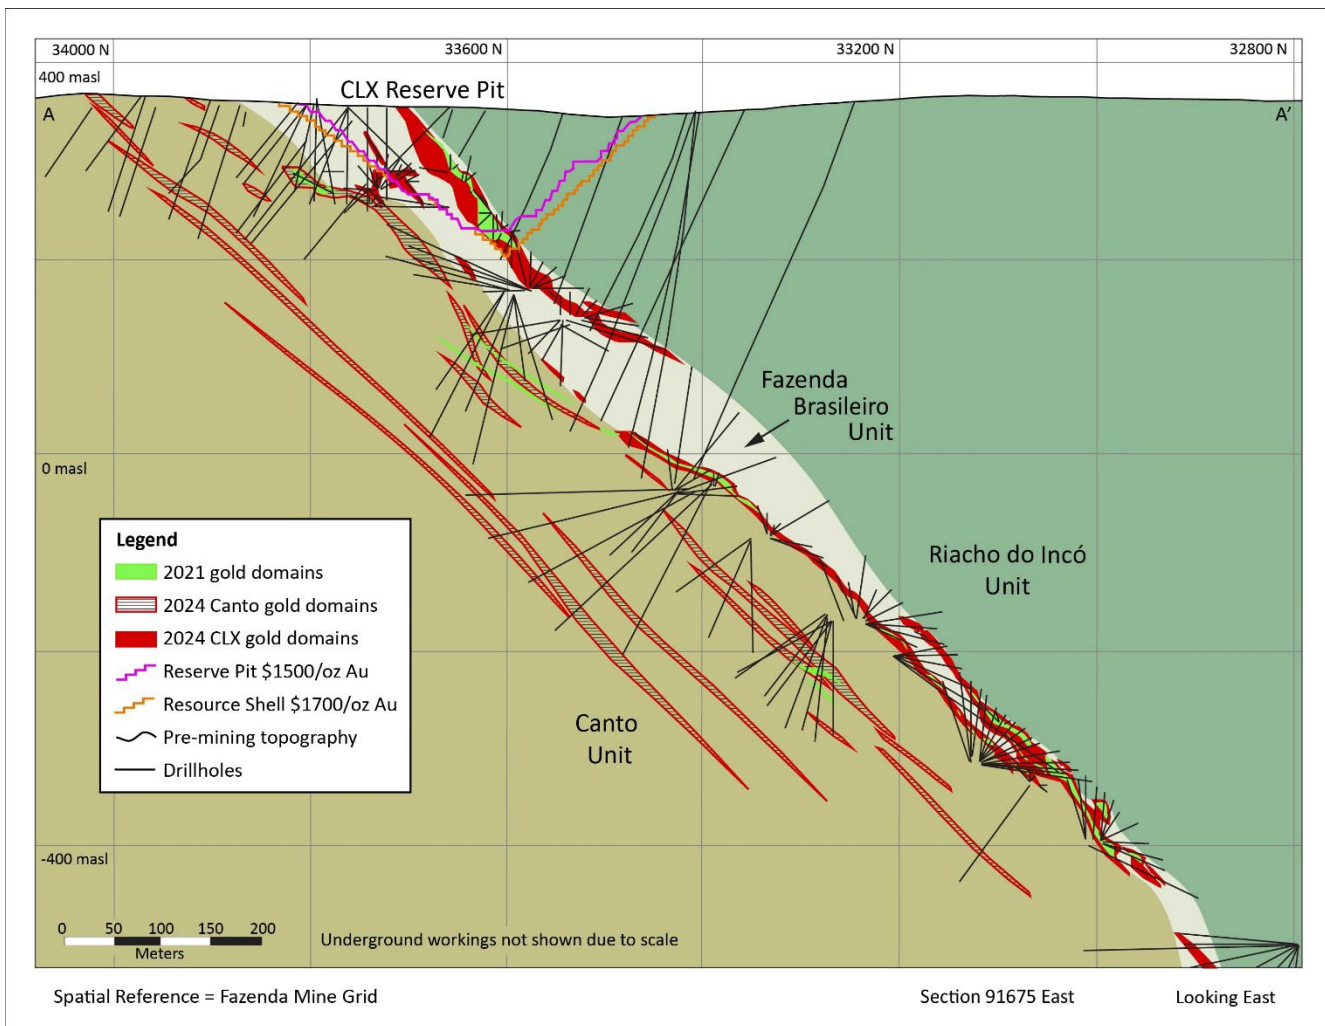 34000 N
33600 N
33200 N
32800 N
400 masl
CLX Reserve Pit
A
A'
Fazenda
Brasileiro
Unit
0 masl
Legend
2021 gold domains
2024 Canto gold domains
2024 CLX gold domains
Reserve Pit $1500/oz Au
Resource Shell $1700/oz Au
Pre-mining topography
Drillholes
Riacho do Incó
Unit
Canto
Unit
-400 masl
0 50 100 150 200
Meters
Underground workings not shown due to scale
Spatial Reference = Fazenda Mine Grid
Section 91675 East
Looking East